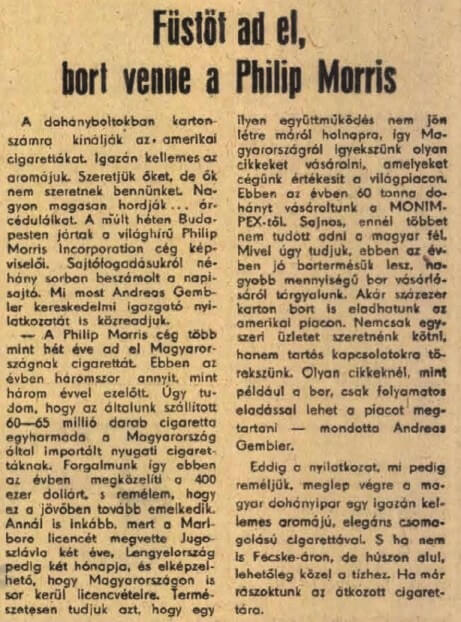 Füstöt ad el,
bort venne a Philip Morris
A dohányboltokban karton-
számra kínálják az amerikai
cigarettákat. Igazán kellemes az
aromájuk. Szeretjük őket, de ők
nem szeretnek bennünket. Na-
gyon magasan hordják... ár-
cédulálkat. A múlt héten Buda-
pesten jártak a világhírű Philip
Morris Incorporation cég kép-
viselői. Sajtófogadásukról né-
hány sorban beszámolt a napi-
sajtó. Mi most Andreas Gemb-
ler kereskedelmi igazgató nyi-
latkozatát is közreadjuk.
— A Philip Morris cég több
mint hét éve ad el Magyaror-
szágnak cigarettát. Ebben az
évben háromszor annyit, mint
három évvel ezelőtt. Úgy tu-
dom, hogy az általunk szállított
60—65 millió darab cigaretta
egyharmada a Magyarország
által importált nyugati cigaret-
táknak. Forgalmunk így ebben
az évben megközelíti a 400
ezer dollárt, s remélem, hogy
ez a jövőben tovább emelkedik.
Annál is inkább, mert a Marl-
boro licencét megvette Jugo-
szlávia két éve, Lengyelország
pedig két hónapja, és elképzel-
hető, hogy Magyarországon is
sor kerül licencvételre. Termé-
szetesen tudjuk azt, hogy egy
ilyen együttműködés nem jön
létre máról holnapra, így Ma-
gyarországról igyekszünk olyan
cikkeket vásárolni, amelyeket
cégünk értékesít a világpiacon.
Ebben az évben 60 tonna do-
hányt vásároltunk a MONIM-
PEX-től. Sajnos, ennél többet
nem tudott adni a magyar fél.
Mivel úgy tudjuk, ebben az év-
ben jó bortermésük lesz, na-
gyobb mennyiségű bor vásárlá-
sáról tárgyalunk. Akár százezer
karton bort is eladhatunk az
amerikai piacon. Nemcsak egy-
szeri üzletet szeretnénk kötni,
hanem tartós kapcsolatokra tö-
rekszünk. Olyan cikkeknél, mint
például a bor, csak folyamatos
eladással lehet a piacot meg-
tartani — mondotta Andreas
Gembler.
Eddig a nyilatkozat, mi pedig
reméljük, meglep végre a ma-
gyar dohányipar egy igazán kel-
lemes aromájú, elegáns csoma-
golású cigarettával. S ha nem
is Fecske-áron, de húszon alul,
lehetőleg közel a tízhez. Ha már
rászoktunk az átkozott cigaret-
tára.